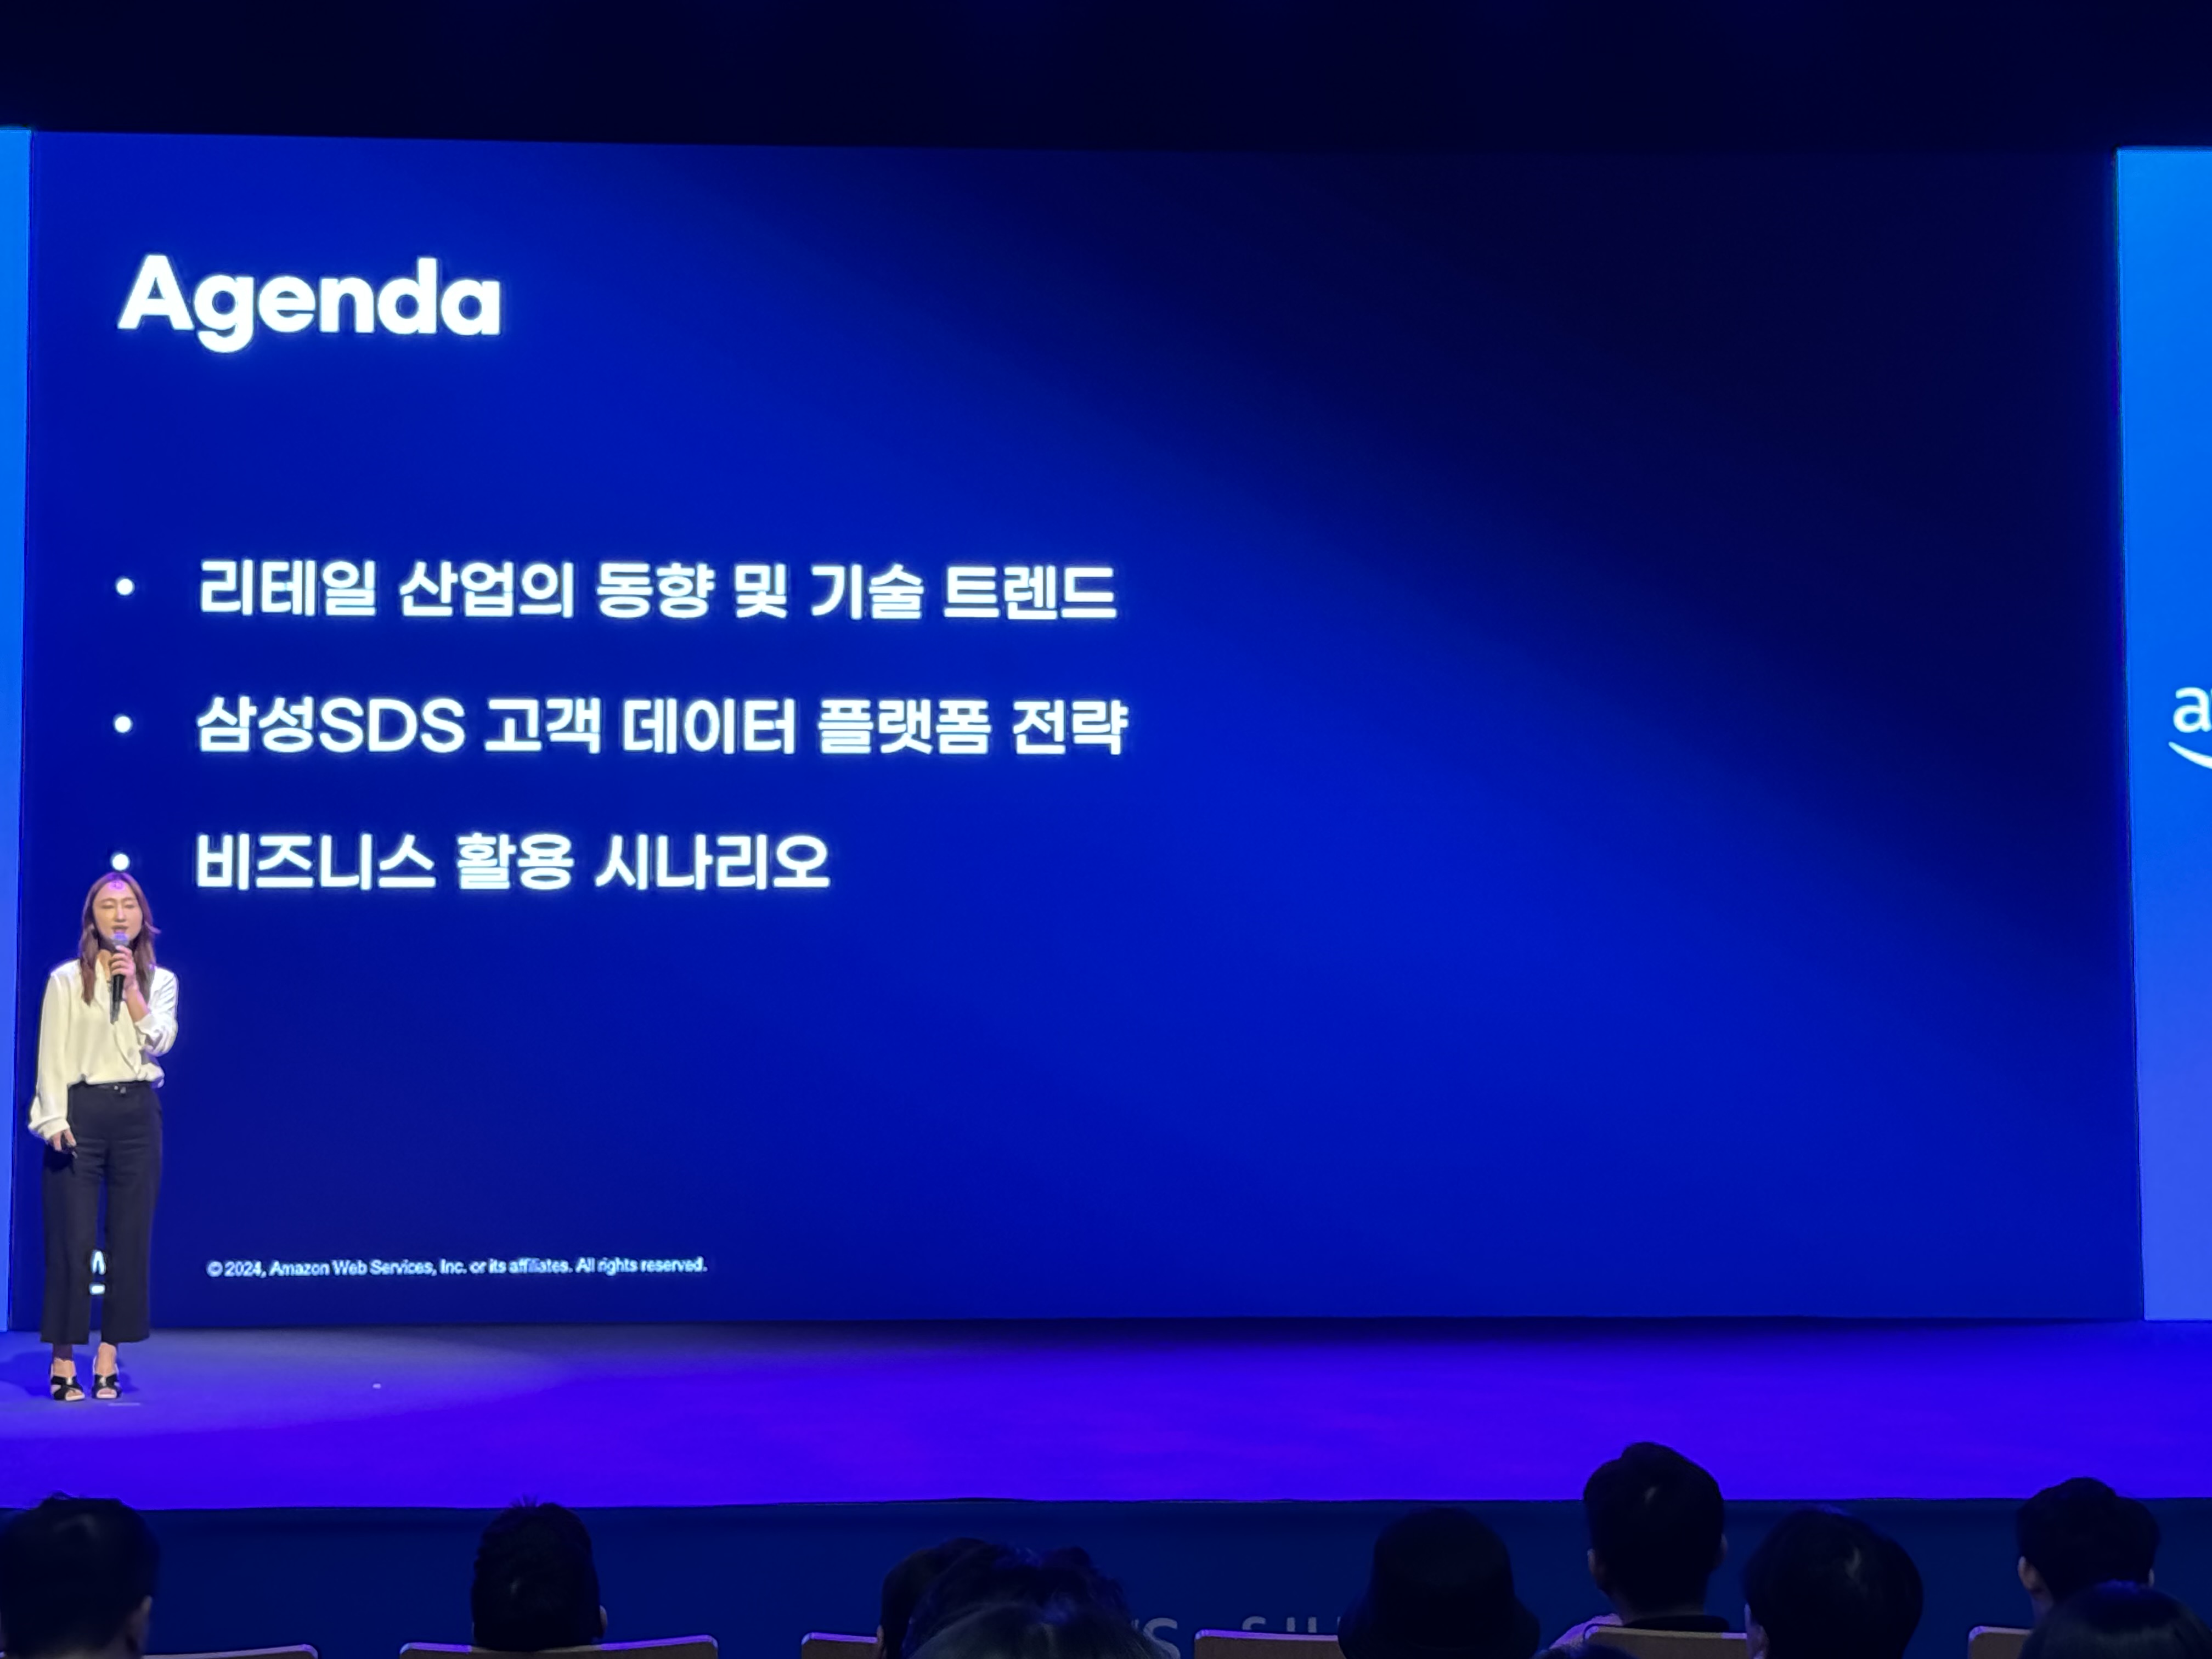 Agenda
• 리테일 산업의 동향 및 기술 트렌드
• 삼성SDS 고객 데이터 플랫폼 전략
• 비즈니스 활용 시나리오
© 2024, Amazon Web Services, Inc. or its affiliates. All rights reserved.